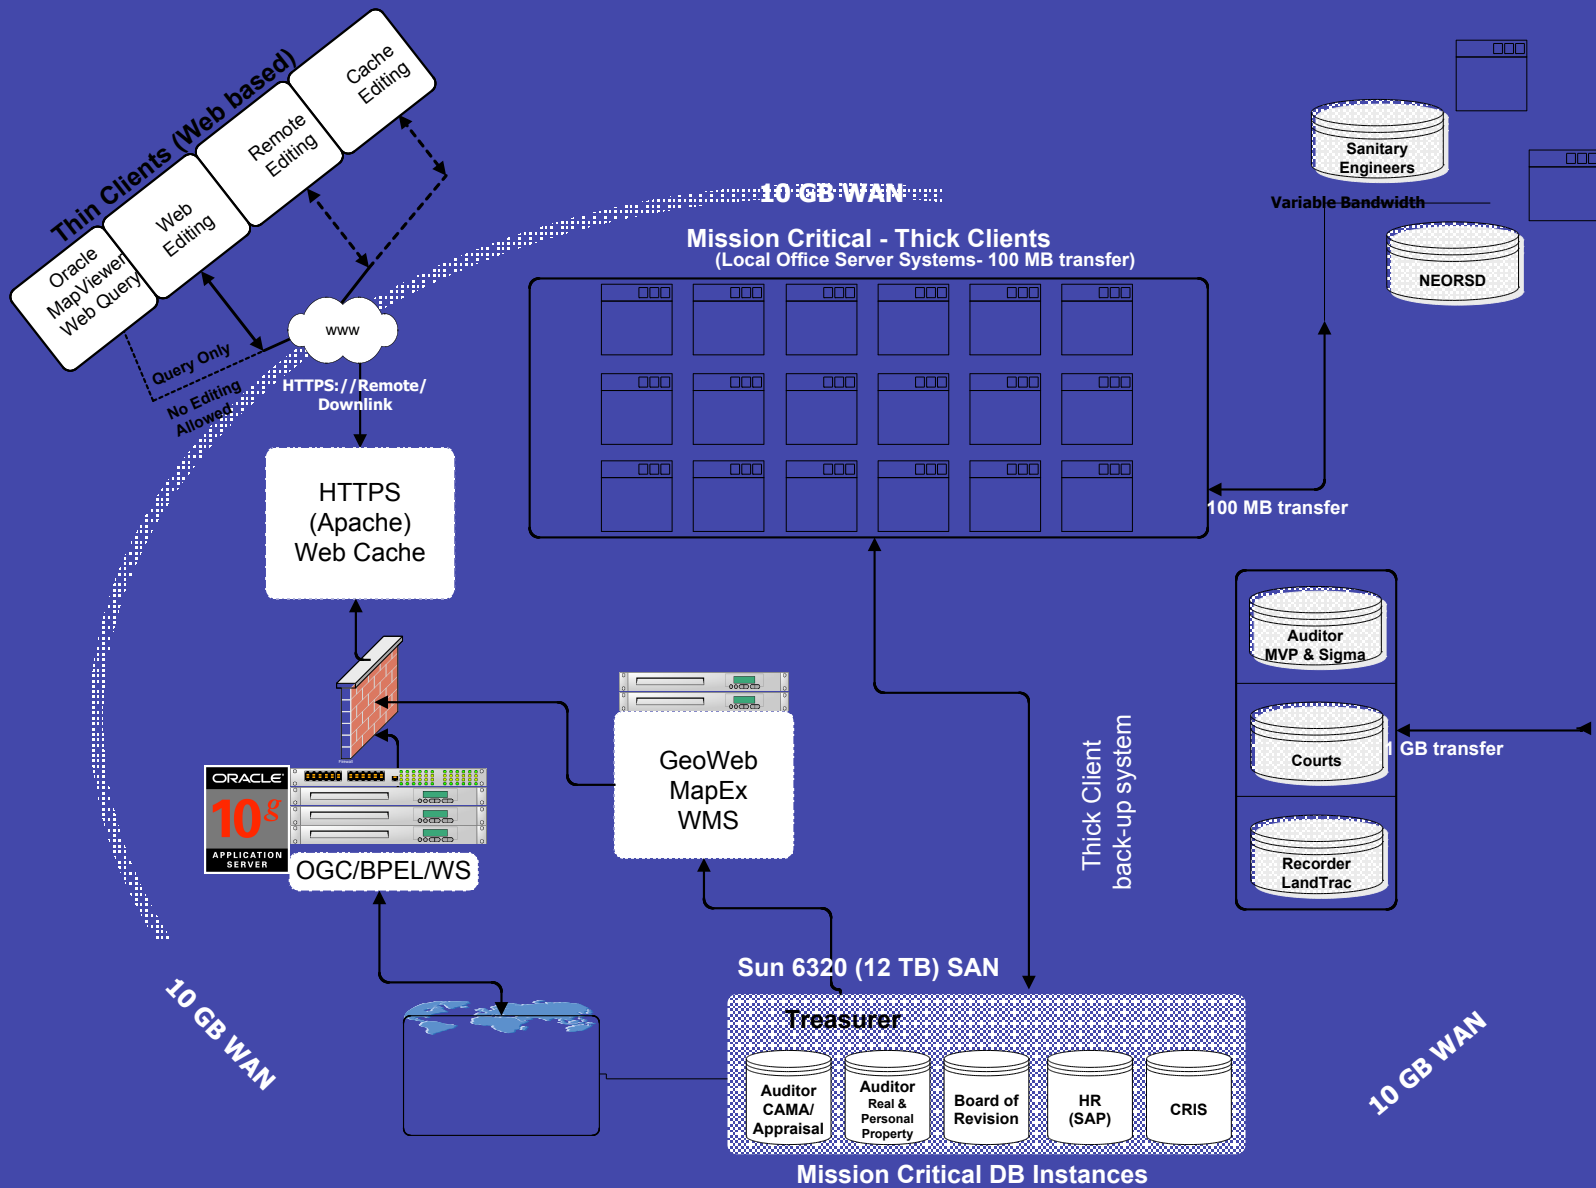 Thin Clients (Web based)
Cache
Editing
Remote
Editing
Web
Editing
Oracle
MapViewer
Web Query
Query Only
No Editing
Allowed
www
HTTPS://Remote/
Downlink
10 GB WAN
Mission Critical - Thick Clients
(Local Office Server Systems- 100 MB transfer)
Sanitary
Engineers
Variable Bandwidth
NEORSD
100 MB transfer
HTTPS
(Apache)
Web Cache
Firewall
ORACLE
10g
APPLICATION
SERVER
OGC/BPEL/WS
GeoWeb
MapEx
WMS
Thick Client
back-up system
Auditor
MVP & Sigma
Courts
1 GB transfer
Recorder
LandTrac
10 GB WAN
10 GB WAN
Sun 6320 (12 TB) SAN
Treasurer
Auditor
CAMA/
Appraisal
Auditor
Real &
Personal
Property
Board of
Revision
HR
(SAP)
CRIS
Mission Critical DB Instances